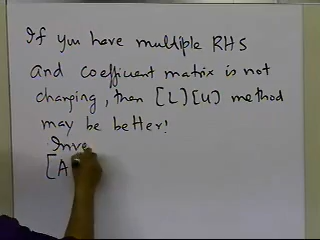 If you have multiple RHS
and coefficient matrix is not
changing, then [L][U] method
may be better!
Inve
[A